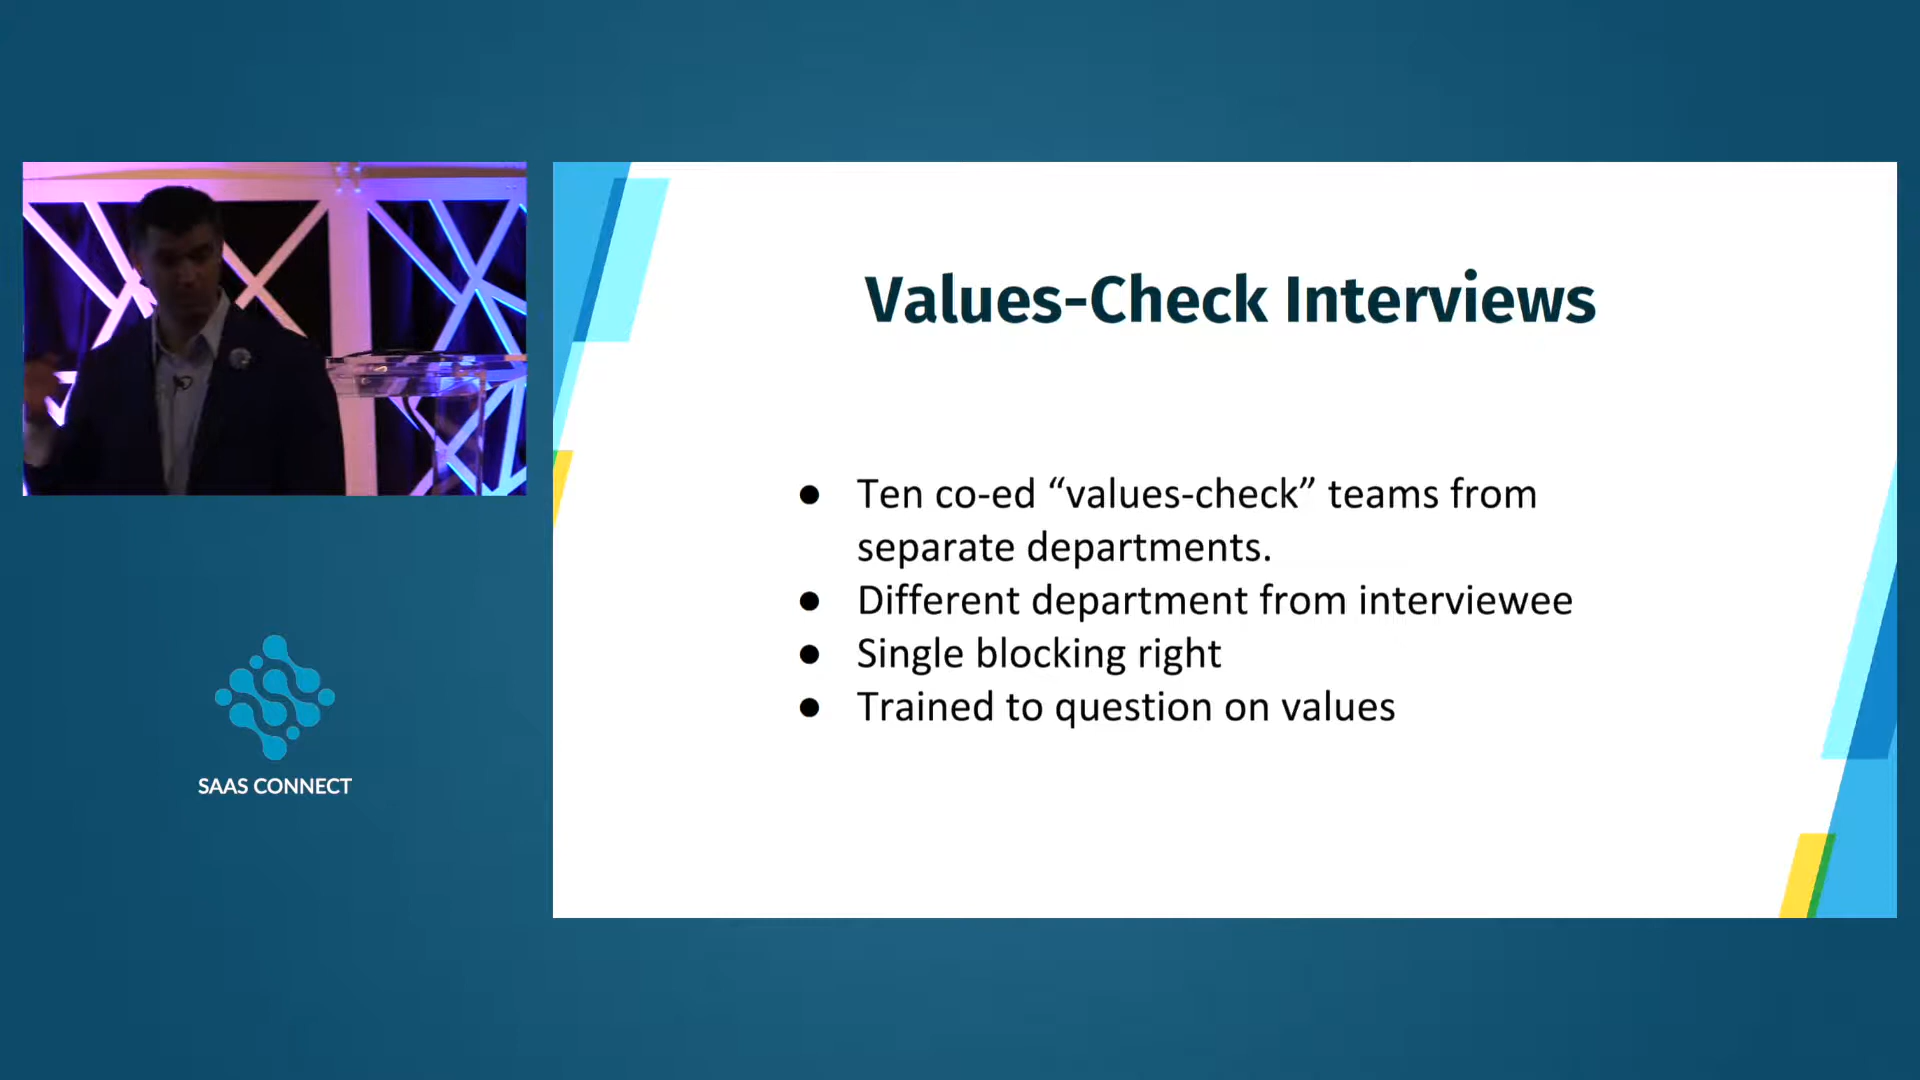 Values-Check Interviews
● Ten co-ed “values-check” teams from
separate departments.
● Different department from interviewee
● Single blocking right
● Trained to question on values
SAAS CONNECT